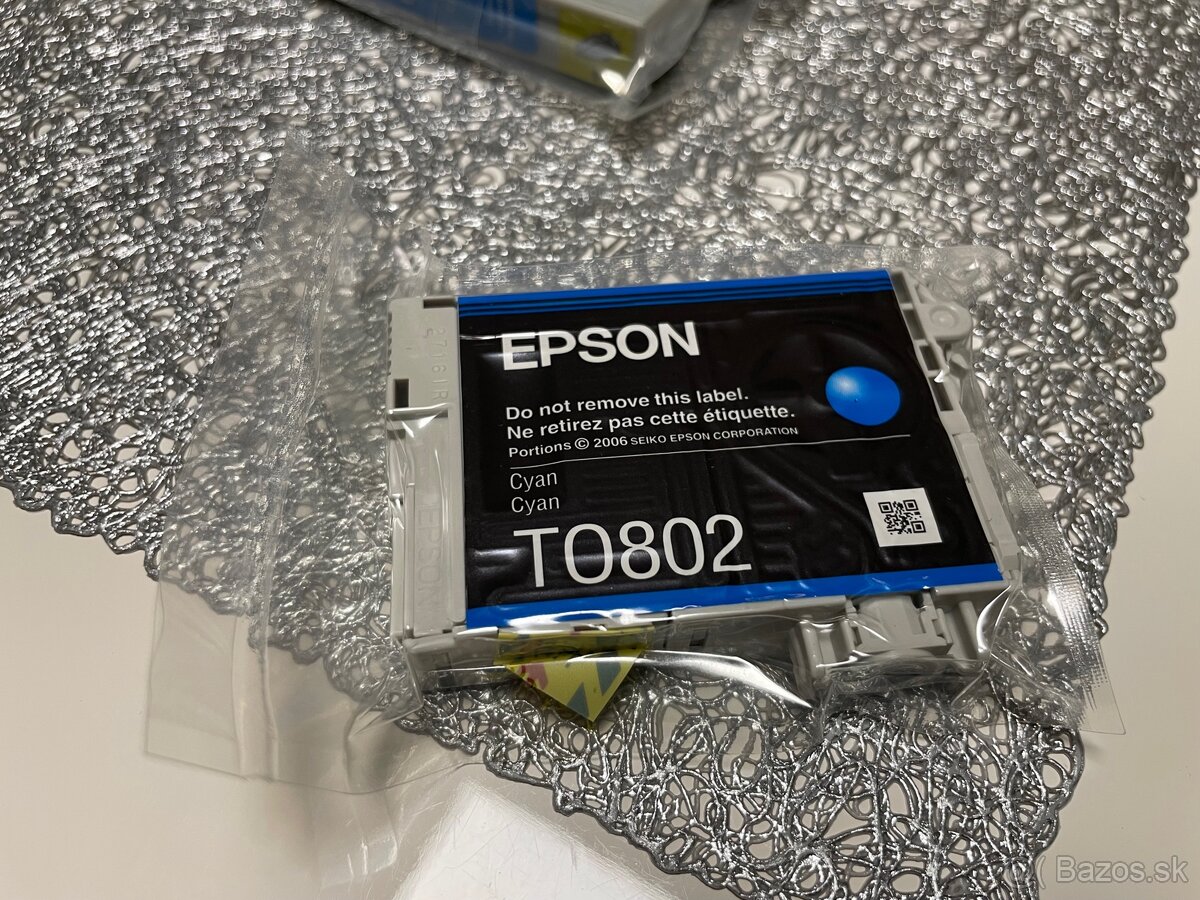 EPSON
Do not remove this label.
Ne retirez pas cette étiquette.
Portions © 2006 SEIKO EPSON CORPORATION
Cyan
Cyan
T0802
EPSON
Bazos.sk